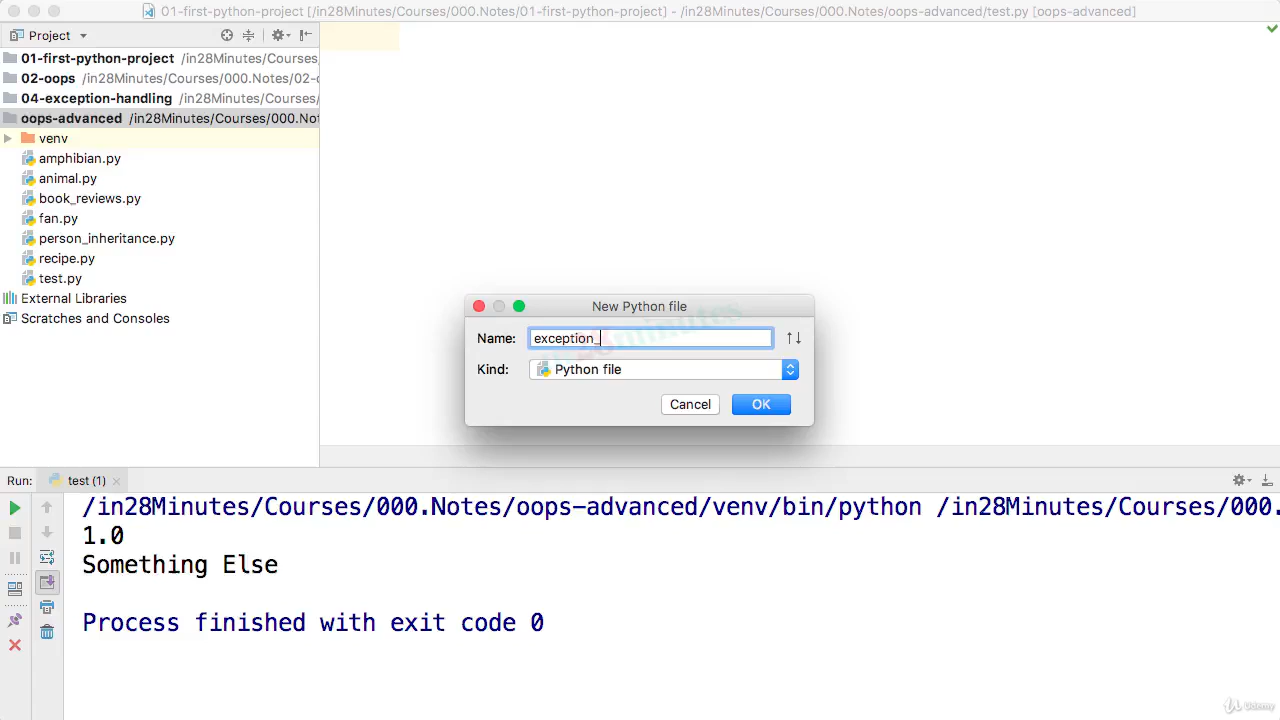 01-first-python-project [/in28Minutes/Courses/000.Notes/01-first-python-project] - /in28Minutes/Courses/000.Notes/oops-advanced/test.py [oops-advanced]
Project
01-first-python-project /in28Minutes/Courses
02-oops /in28Minutes/Courses/000.Notes/02-o
04-exception-handling /in28Minutes/Courses/
oops-advanced /in28Minutes/Courses/000.Not
venv
amphibian.py
animal.py
book_reviews.py
fan.py
person_inheritance.py
recipe.py
test.py
External Libraries
Scratches and Consoles
New Python file
Name: exception_
Kind: Python file
Cancel OK
Run: test (1)
/in28Minutes/Courses/000.Notes/oops-advanced/venv/bin/python /in28Minutes/Courses/000.
1.0
Something Else
Process finished with exit code 0
Udemy